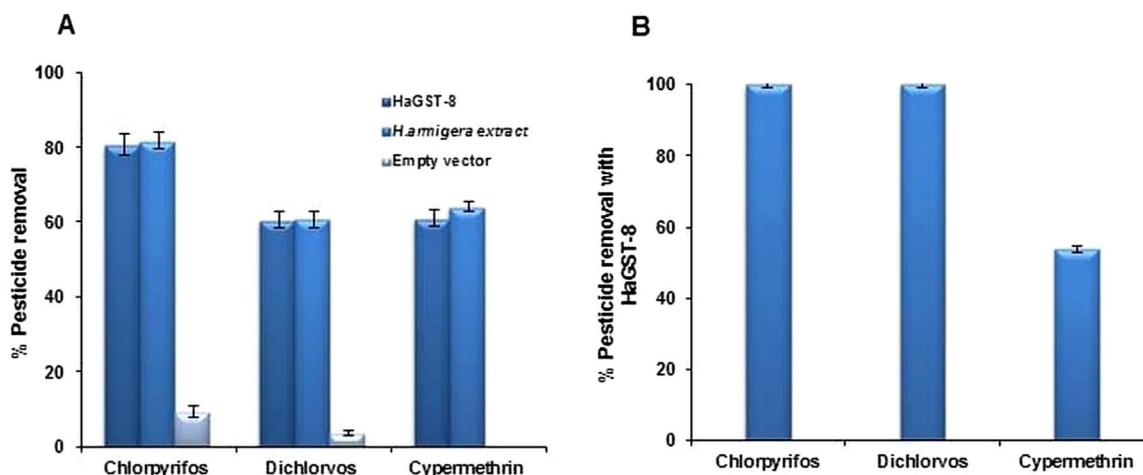 A
% Pesticide removal
100
80
60
40
20
0
HaGST-8
H.armigera extract
Empty vector
Chlorpyrifos Dichlorvos Cypermethrin
B
% Pesticide removal with
HaGST-8
100
80
60
40
20
0
Chlorpyrifos Dichlorvos Cypermethrin